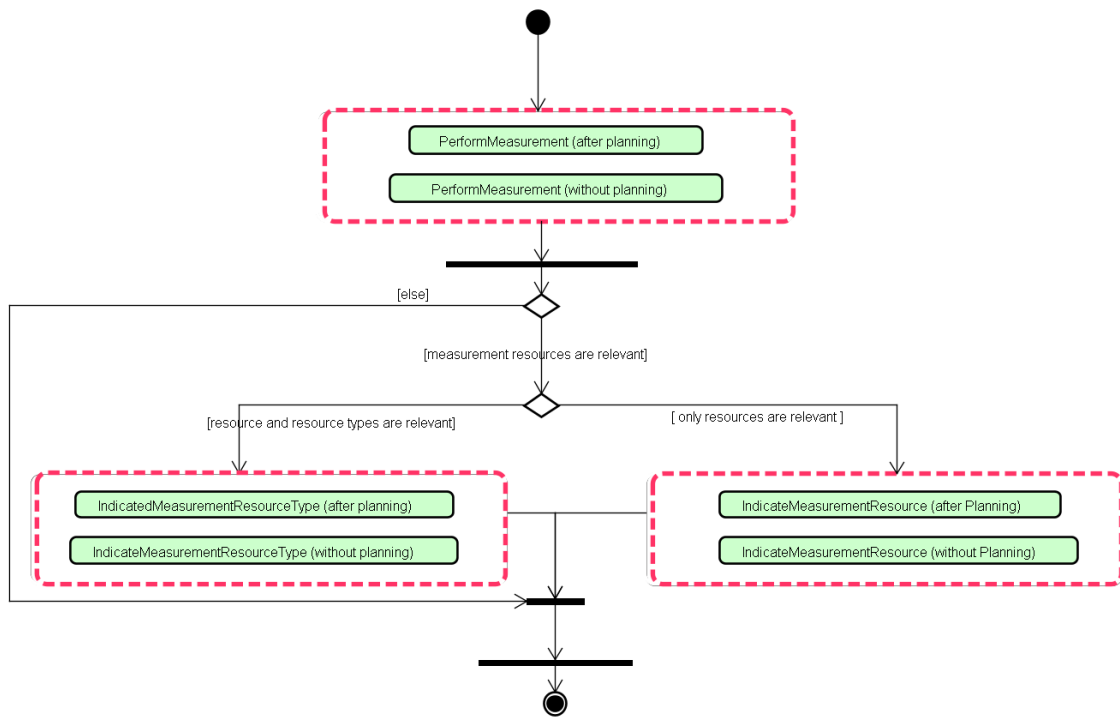 PerformMeasurement (after planning)
PerformMeasurement (without planning)
[else]
[measurement resources are relevant]
[resource and resource types are relevant]
[ only resources are relevant ]
IndicatedMeasurementResourceType (after planning)
IndicateMeasurementResource (after Planning)
IndicateMeasurementResourceType (without planning)
IndicateMeasurementResource (without Planning)